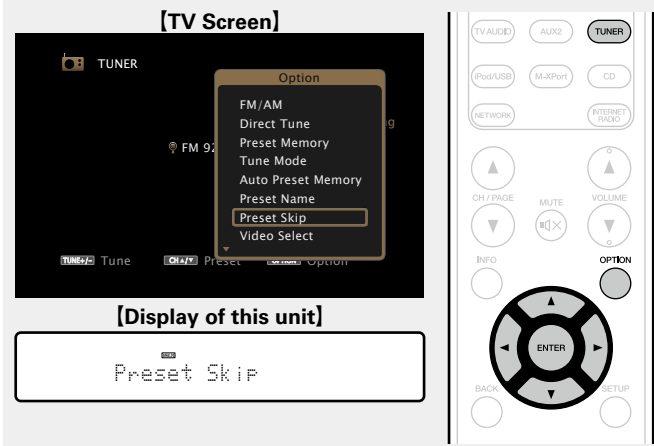 【TV Screen】
TUNER
Option
FM/AM
Direct Tune
Preset Memory
Tune Mode
Auto Preset Memory
Preset Name
Preset Skip
Video Select
FM 92
TUNE+/- Tune
CH ▲/▼ Preset
OPTION Option
【Display of this unit】
Preset Skip
TV AUDIO AUX2 TUNER
iPod/USB M-XPort CD
NETWORK INTERNET RADIO
CH / PAGE MUTE VOLUME
INFO OPTION
ENTER
BACK SETUP